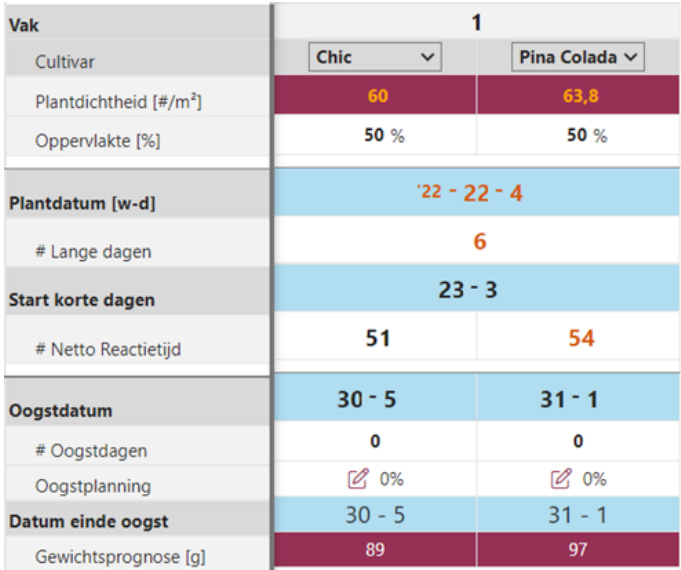 Vak 1
Cultivar Chic Pina Colada
Plantdichtheid [#/m²] 60 63,8
Oppervlakte [%] 50 % 50 %
Plantdatum [w-d] '22 - 22 - 4
# Lange dagen 6
Start korte dagen 23 - 3
# Netto Reactietijd 51 54
Oogstdatum 30 - 5 31 - 1
# Oogstdagen 0 0
Oogstplanning 0% 0%
Datum einde oogst 30 - 5 31 - 1
Gewichtsprognose [g] 89 97